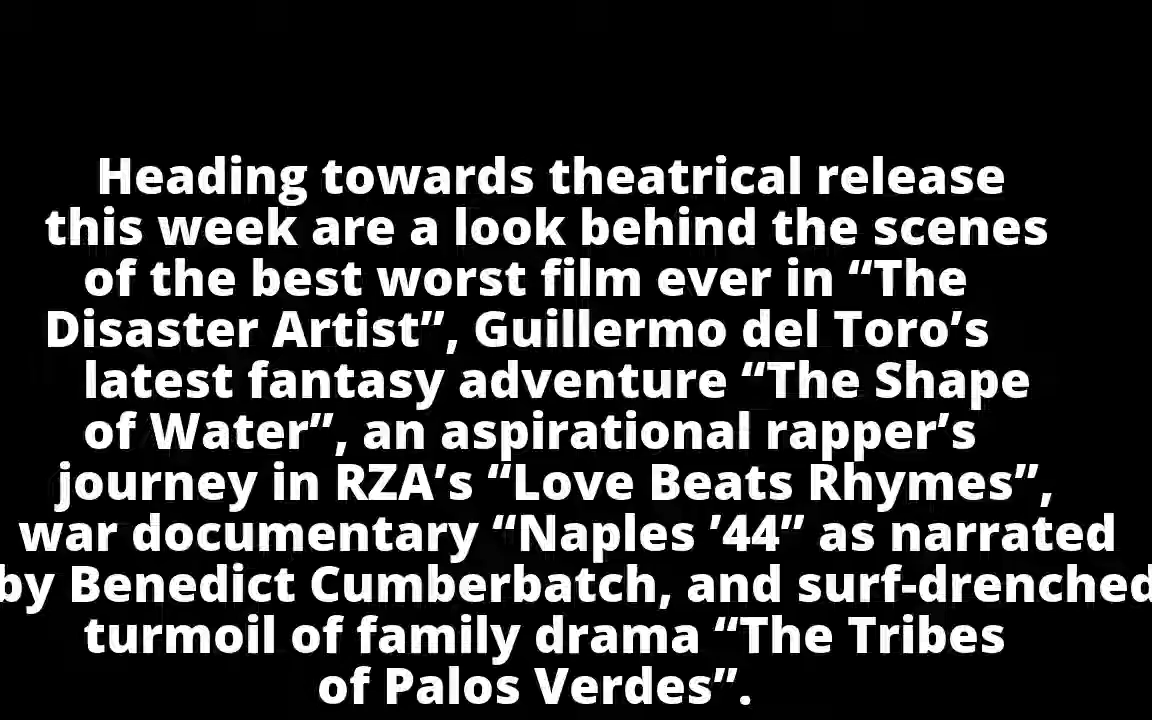 Heading towards theatrical release
this week are a look behind the scenes
of the best worst film ever in “The
Disaster Artist”, Guillermo del Toro’s
latest fantasy adventure “The Shape
of Water”, an aspirational rapper’s
journey in RZA’s “Love Beats Rhymes”,
war documentary “Naples ’44” as narrated
by Benedict Cumberbatch, and surf-drenched
turmoil of family drama “The Tribes
of Palos Verdes”.